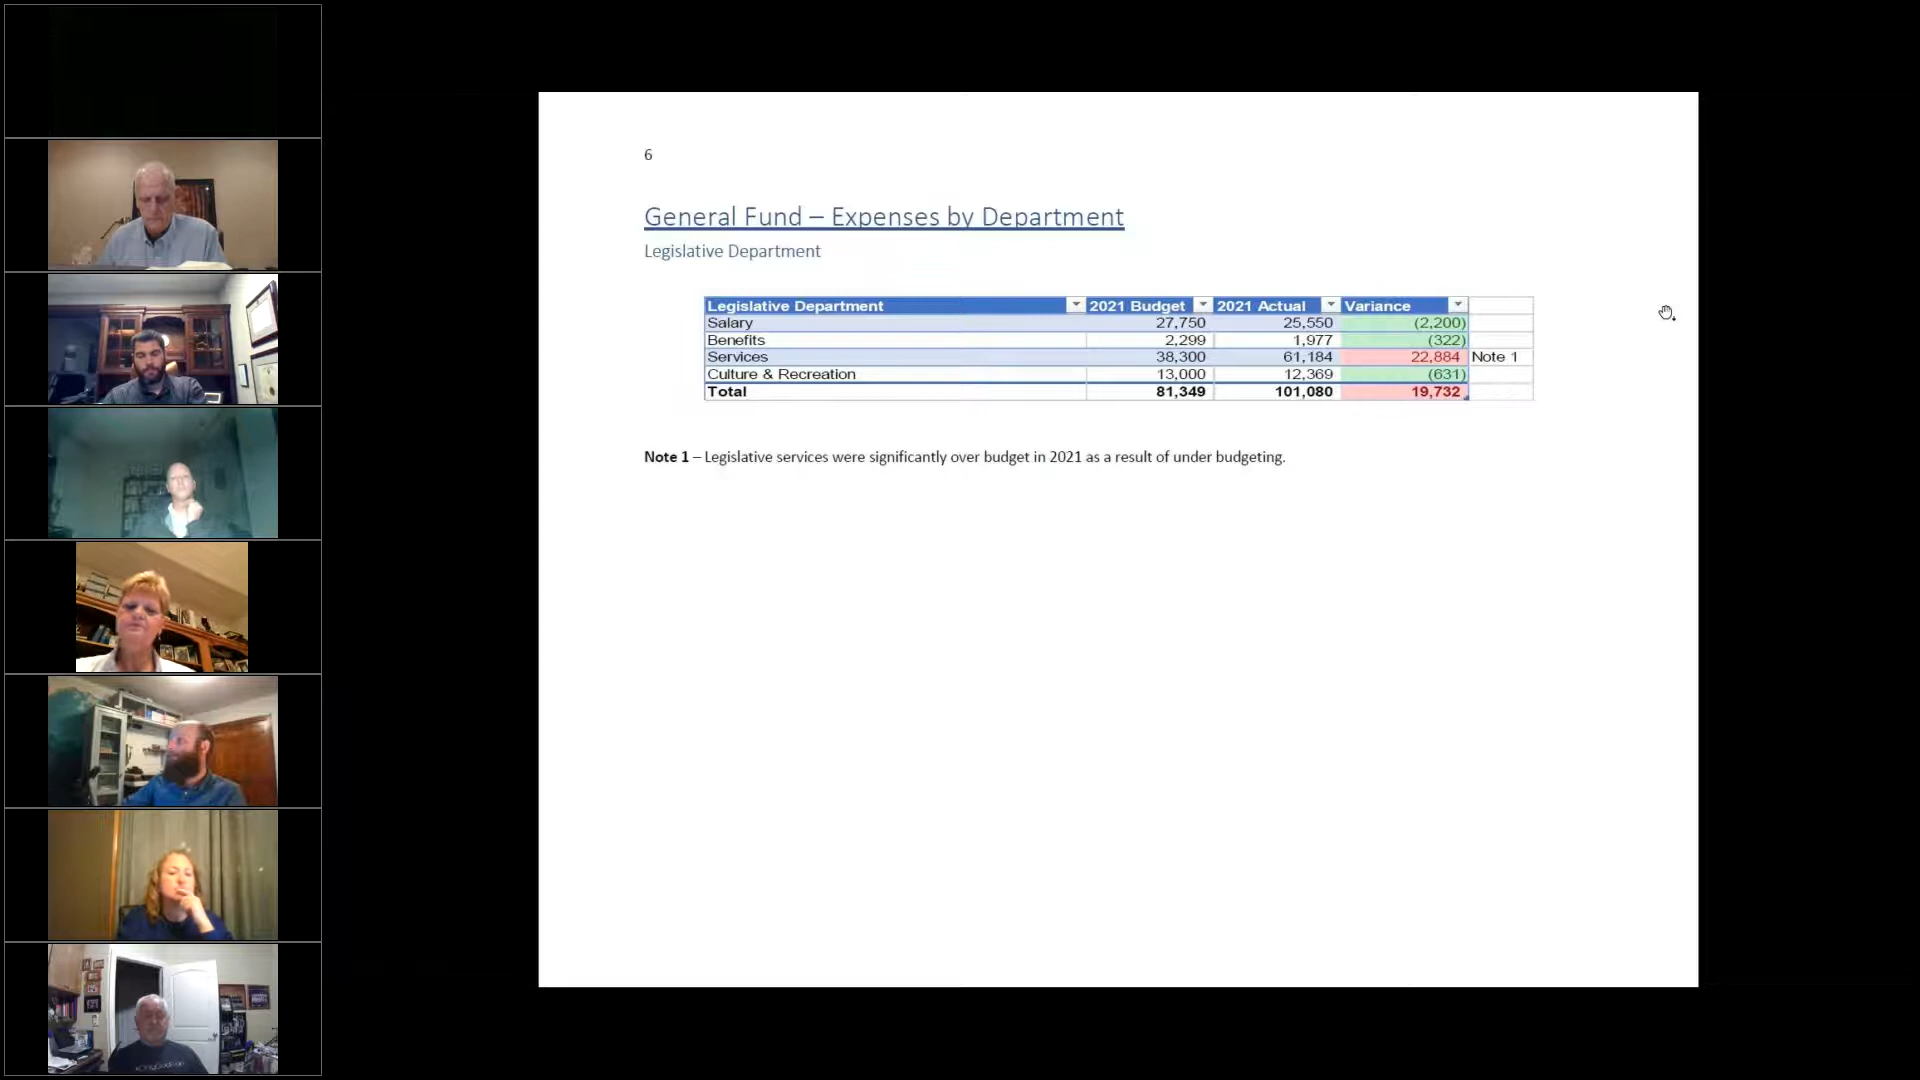 6
General Fund – Expenses by Department
Legislative Department
Legislative Department 2021 Budget 2021 Actual Variance
Salary 27,750 25,550 (2,200)
Benefits 2,299 1,977 (322)
Services 38,300 61,184 22,884 Note 1
Culture & Recreation 13,000 12,369 (631)
Total 81,349 101,080 19,732
Note 1 – Legislative services were significantly over budget in 2021 as a result of under budgeting.